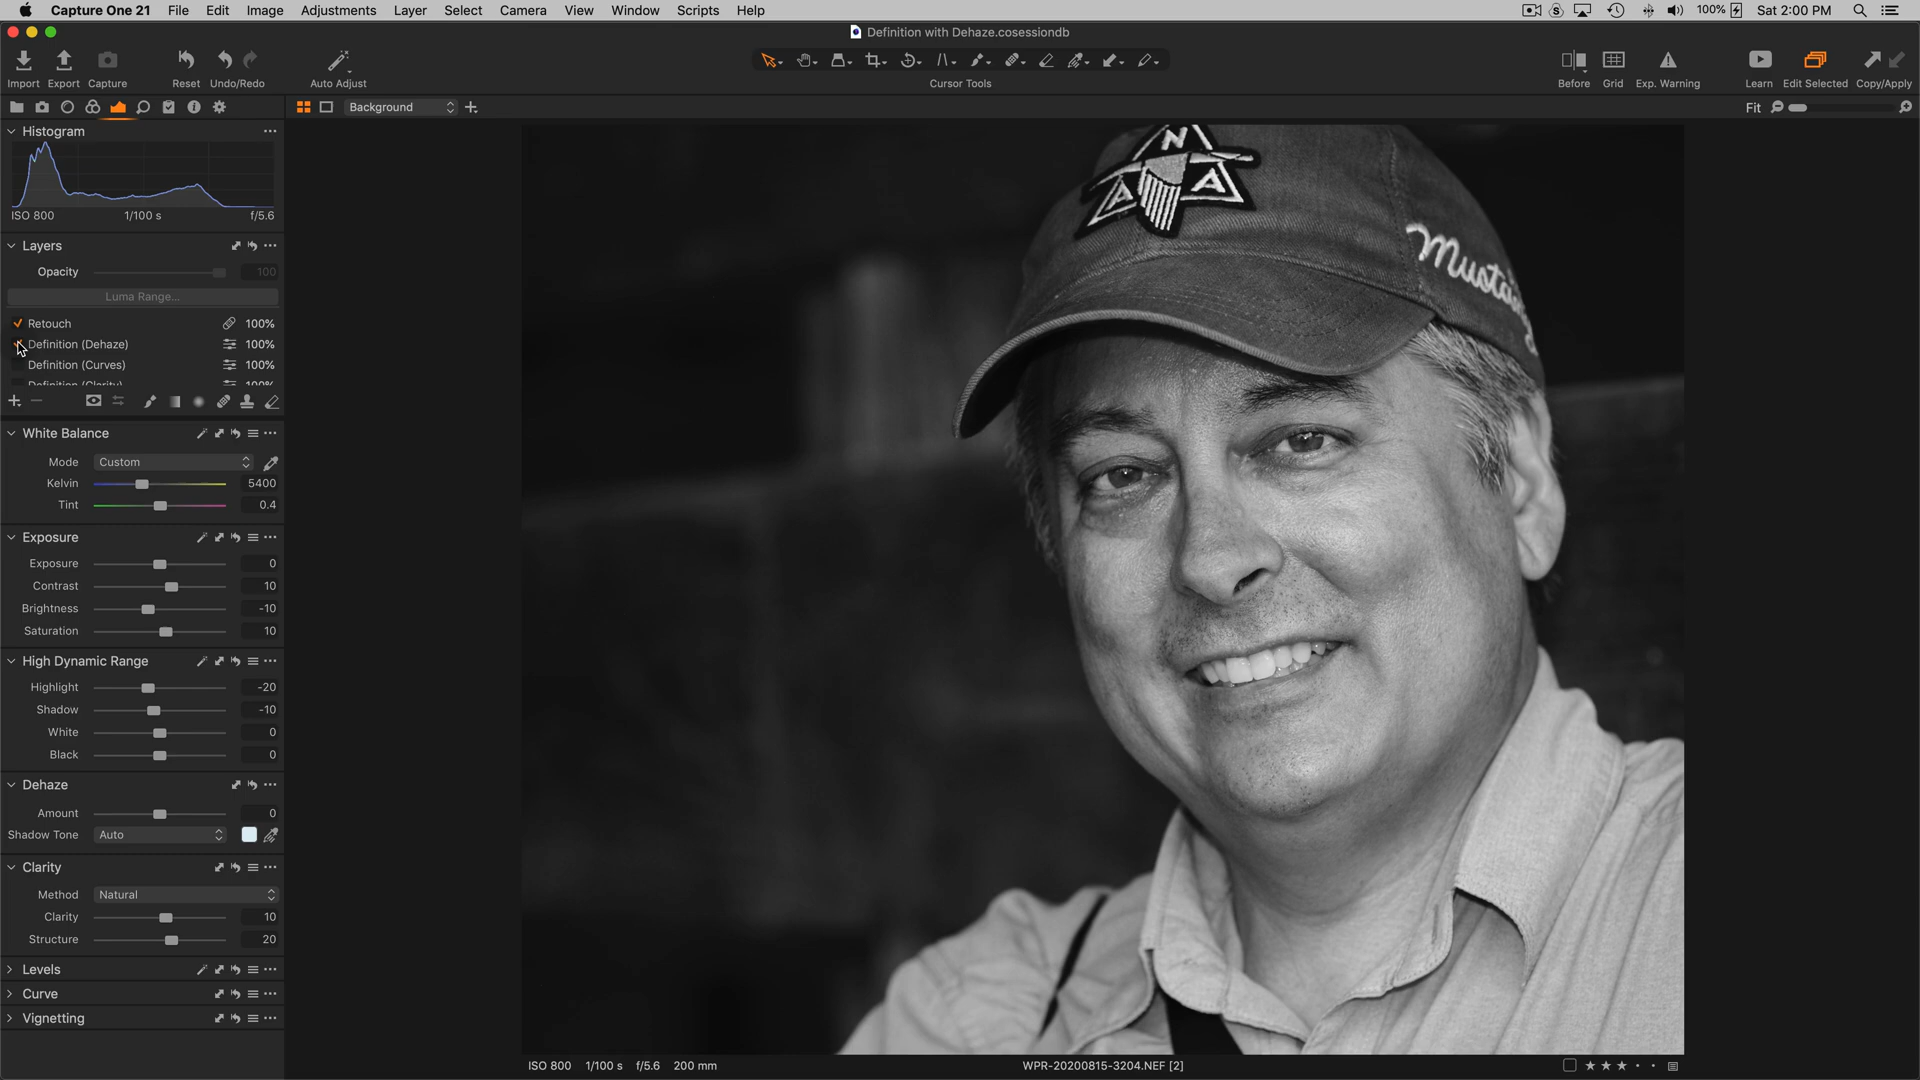 Capture One 21 File Edit Image Adjustments Layer Select Camera View Window Scripts Help 100% Sat 2:00 PM
Definition with Dehaze.cosessiondb
Import Export Capture Reset Undo/Redo Auto Adjust Cursor Tools Before Grid Exp. Warning Learn Edit Selected Copy/Apply
Background Fit
Histogram
ISO 800 1/100 s f/5.6
Layers
Opacity 100
Luma Range...
Retouch 100%
Definition (Dehaze) 100%
Definition (Curves) 100%
Definition (Clarity) 100%
White Balance
Mode Custom
Kelvin 5400
Tint 0.4
Exposure
Exposure 0
Contrast 10
Brightness -10
Saturation 10
High Dynamic Range
Highlight -20
Shadow -10
White 0
Black 0
Dehaze
Amount 0
Shadow Tone Auto
Clarity
Method Natural
Clarity 10
Structure 20
Levels
Curve
Vignetting
N
A A
ISO 800 1/100 s f/5.6 200 mm WPR-20200815-3204.NEF [2]